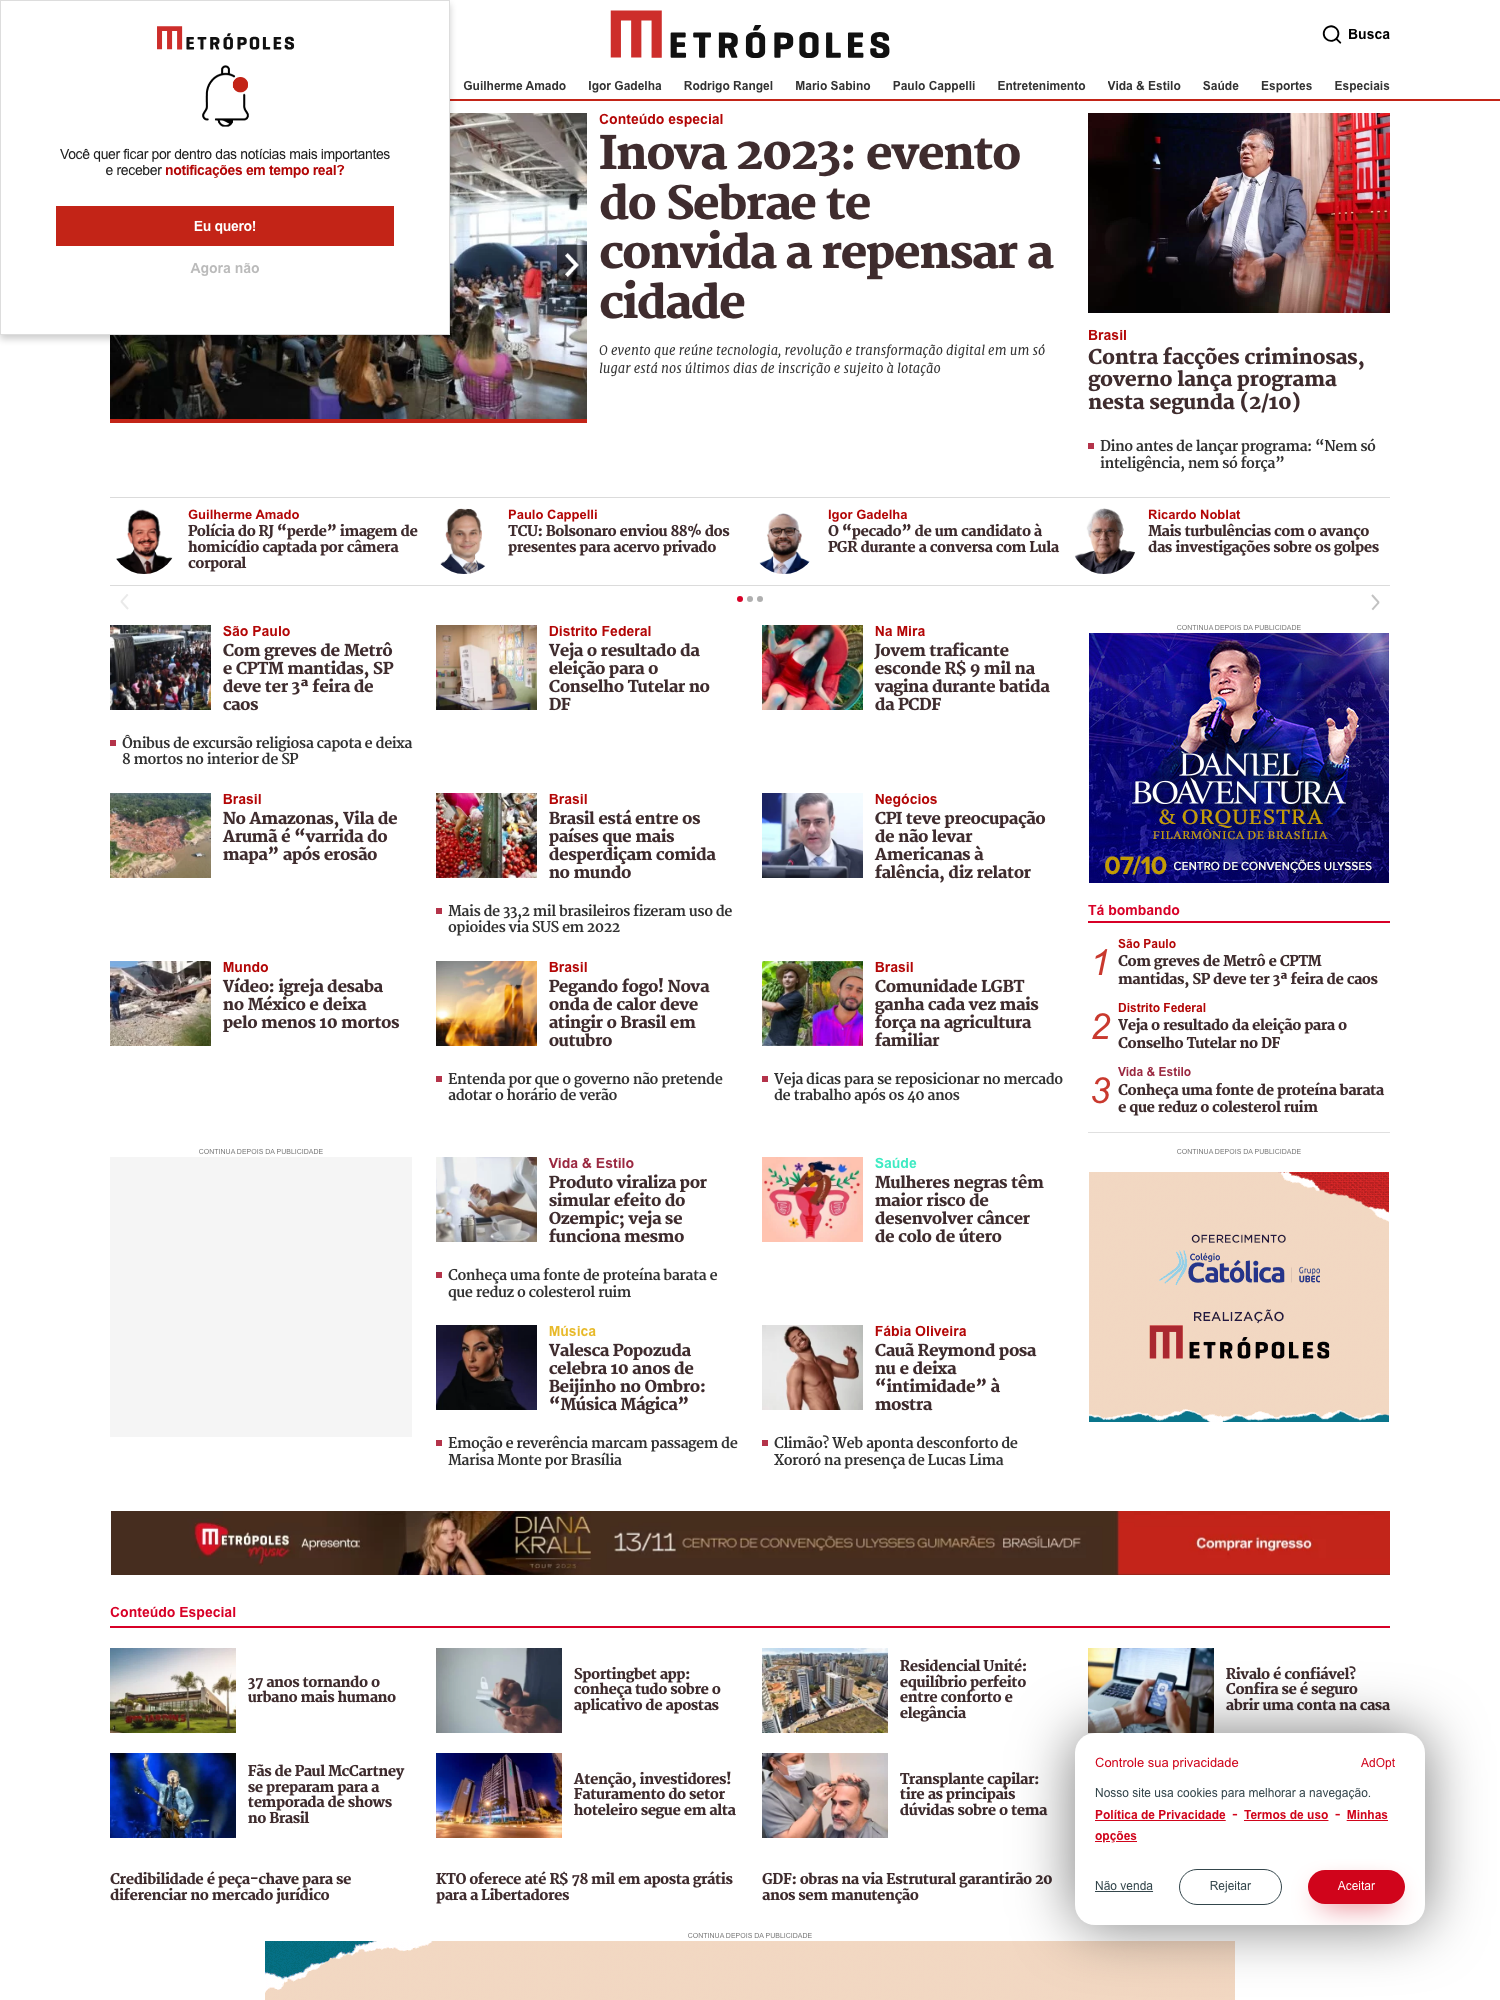 METRÓPOLES
Você quer ficar por dentro das notícias mais importantes
e receber notificações em tempo real?
Eu quero!
Agora não
METRÓPOLES
Busca
Guilherme Amado
Igor Gadelha
Rodrigo Rangel
Mario Sabino
Paulo Cappelli
Entretenimento
Vida & Estilo
Saúde
Esportes
Especiais
Conteúdo especial
Inova 2023: evento
do Sebrae te
convida a repensar a
cidade
O evento que reúne tecnologia, revolução e transformação digital em um só
lugar está nos últimos dias de inscrição e sujeito à lotação
Brasil
Contra facções criminosas,
governo lança programa
nesta segunda (2/10)
Dino antes de lançar programa: “Nem só
inteligência, nem só força”
Guilherme Amado
Polícia do RJ “perde” imagem de
homicídio captada por câmera
corporal
Paulo Cappelli
TCU: Bolsonaro enviou 88% dos
presentes para acervo privado
Igor Gadelha
O “pecado” de um candidato à
PGR durante a conversa com Lula
Ricardo Noblat
Mais turbulências com o avanço
das investigações sobre os golpes
São Paulo
Com greves de Metrô
e CPTM mantidas, SP
deve ter 3ª feira de
caos
Ônibus de excursão religiosa capota e deixa
8 mortos no interior de SP
Distrito Federal
Veja o resultado da
eleição para o
Conselho Tutelar no
DF
Na Mira
Jovem traficante
esconde R$ 9 mil na
vagina durante batida
da PCDF
CONTINUA DEPOIS DA PUBLICIDADE
DANIEL
BOAVENTURA
& ORQUESTRA
FILARMÔNICA DE BRASÍLIA
07/10 CENTRO DE CONVENÇÕES ULYSSES
Brasil
No Amazonas, Vila de
Arumã é “varrida do
mapa” após erosão
Brasil
Brasil está entre os
países que mais
desperdiçam comida
no mundo
Mais de 33,2 mil brasileiros fizeram uso de
opioides via SUS em 2022
Negócios
CPI teve preocupação
de não levar
Americanas à
falência, diz relator
Tá bombando
1
São Paulo
Com greves de Metrô e CPTM
mantidas, SP deve ter 3ª feira de caos
2
Distrito Federal
Veja o resultado da eleição para o
Conselho Tutelar no DF
3
Vida & Estilo
Conheça uma fonte de proteína barata
e que reduz o colesterol ruim
Mundo
Vídeo: igreja desaba
no México e deixa
pelo menos 10 mortos
Brasil
Pegando fogo! Nova
onda de calor deve
atingir o Brasil em
outubro
Entenda por que o governo não pretende
adotar o horário de verão
Brasil
Comunidade LGBT
ganha cada vez mais
força na agricultura
familiar
Veja dicas para se reposicionar no mercado
de trabalho após os 40 anos
CONTINUA DEPOIS DA PUBLICIDADE
Vida & Estilo
Produto viraliza por
simular efeito do
Ozempic; veja se
funciona mesmo
Conheça uma fonte de proteína barata e
que reduz o colesterol ruim
Saúde
Mulheres negras têm
maior risco de
desenvolver câncer
de colo de útero
CONTINUA DEPOIS DA PUBLICIDADE
OFERECIMENTO
Colégio
Católica
Grupo
UBEC
REALIZAÇÃO
METRÓPOLES
Música
Valesca Popozuda
celebra 10 anos de
Beijinho no Ombro:
“Música Mágica”
Emoção e reverência marcam passagem de
Marisa Monte por Brasília
Fábia Oliveira
Cauã Reymond posa
nu e deixa
“intimidade” à
mostra
Climão? Web aponta desconforto de
Xororó na presença de Lucas Lima
METRÓPOLES
music
Apresenta:
DIANA
KRALL
TOUR 2023
13/11 CENTRO DE CONVENÇÕES ULYSSES GUIMARÃES BRASÍLIA/DF
Comprar ingresso
Conteúdo Especial
37 anos tornando o
urbano mais humano
Sportingbet app:
conheça tudo sobre o
aplicativo de apostas
Residencial Unité:
equilíbrio perfeito
entre conforto e
elegância
Rivalo é confiável?
Confira se é seguro
abrir uma conta na casa
Fãs de Paul McCartney
se preparam para a
temporada de shows
no Brasil
Atenção, investidores!
Faturamento do setor
hoteleiro segue em alta
Transplante capilar:
tire as principais
dúvidas sobre o tema
Credibilidade é peça-chave para se
diferenciar no mercado jurídico
KTO oferece até R$ 78 mil em aposta grátis
para a Libertadores
GDF: obras na via Estrutural garantirão 20
anos sem manutenção
Controle sua privacidade
AdOpt
Nosso site usa cookies para melhorar a navegação.
Política de Privacidade - Termos de uso - Minhas
opções
Não venda
Rejeitar
Aceitar
CONTINUA DEPOIS DA PUBLICIDADE